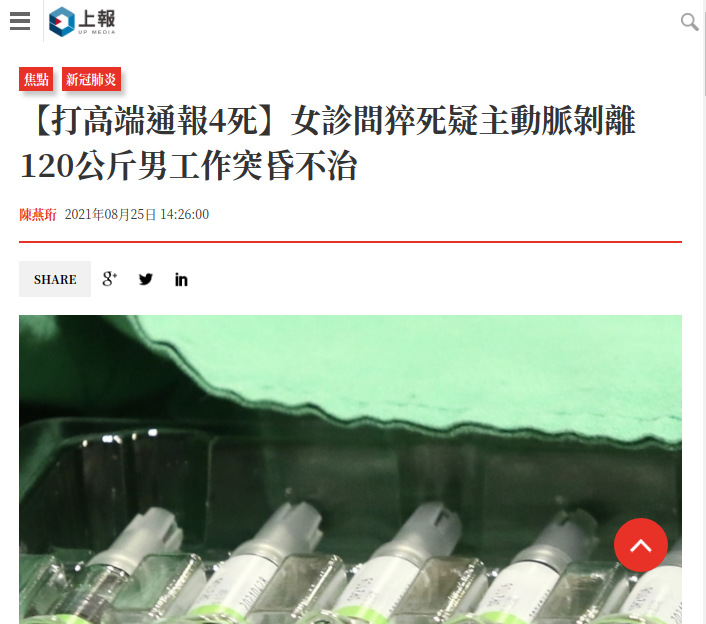 上報
UP MEDIA
焦點 新冠肺炎
【打高端通報4死】女診間猝死疑主動脈剝離
120公斤男工作突昏不治
陳燕珩 2021年08月25日 14:26:00
SHARE